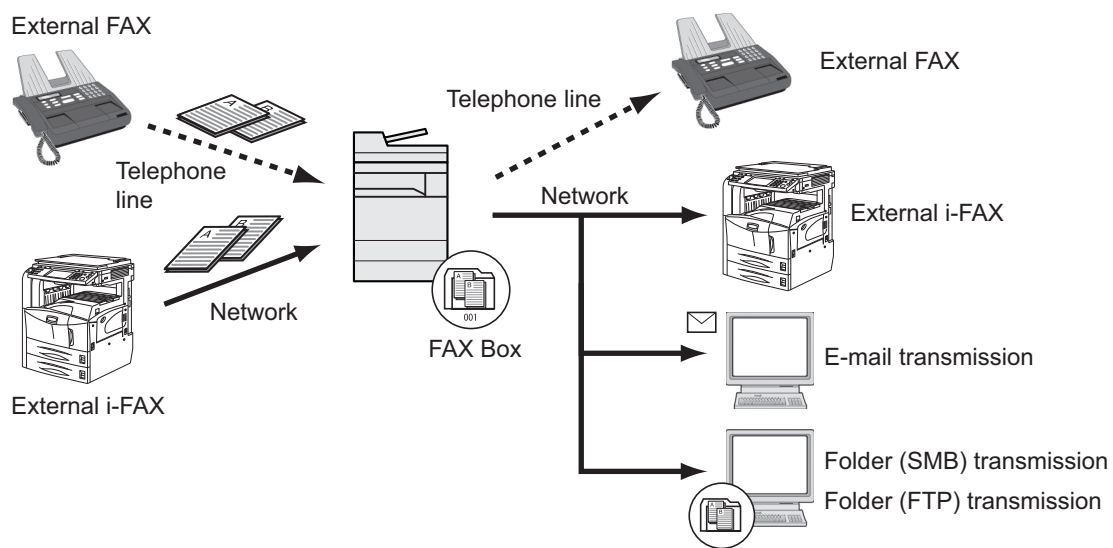 External FAX
Telephone
line
Network
External i-FAX
A
B
A
B
A
B
001
FAX Box
Telephone line
External FAX
Network
External i-FAX
E-mail transmission
Folder (SMB) transmission
Folder (FTP) transmission
A
B